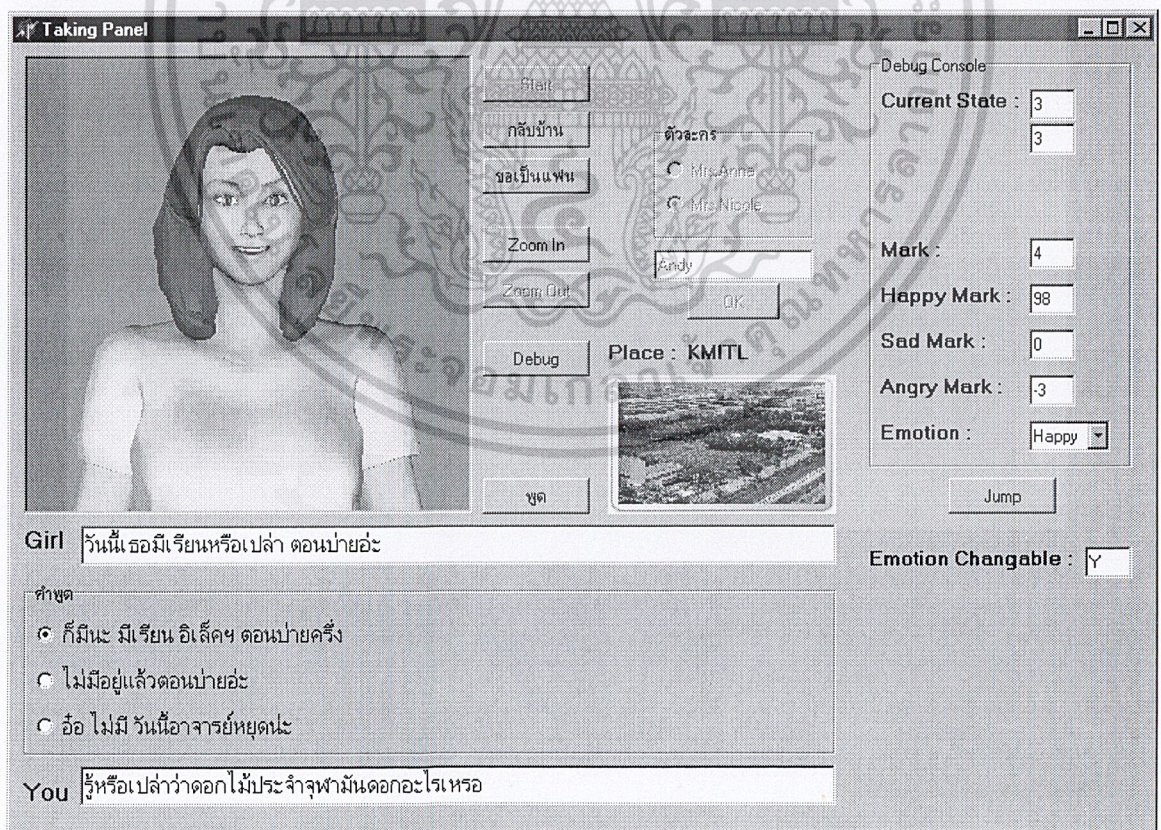 Taking Panel
Start
กลับบ้าน
ขอเป็นแฟน
Zoom In
Zoom Out
Debug
พูด
ตัวละคร
Mrs.Anna
Mrs.Nicole
Andy
OK
Place : KMITL
Debug Console
Current State : 3
3
Mark : 4
Happy Mark : 98
Sad Mark : 0
Angry Mark : -3
Emotion : Happy
Jump
Emotion Changable : Y
Girl วันนี้เธอมีเรียนหรือเปล่า ตอนบ่ายอ่ะ
คำพูด
ก็มีนะ มีเรียน อิเล็คฯ ตอนบ่ายครึ่ง
ไม่มีอยู่แล้วตอนบ่ายอ่ะ
อ๋อ ไม่มี วันนี้อาจารย์หยุดน่ะ
You รู้หรือเปล่าว่าดอกไม้ประจำจุฬามันดอกอะไรเหรอ